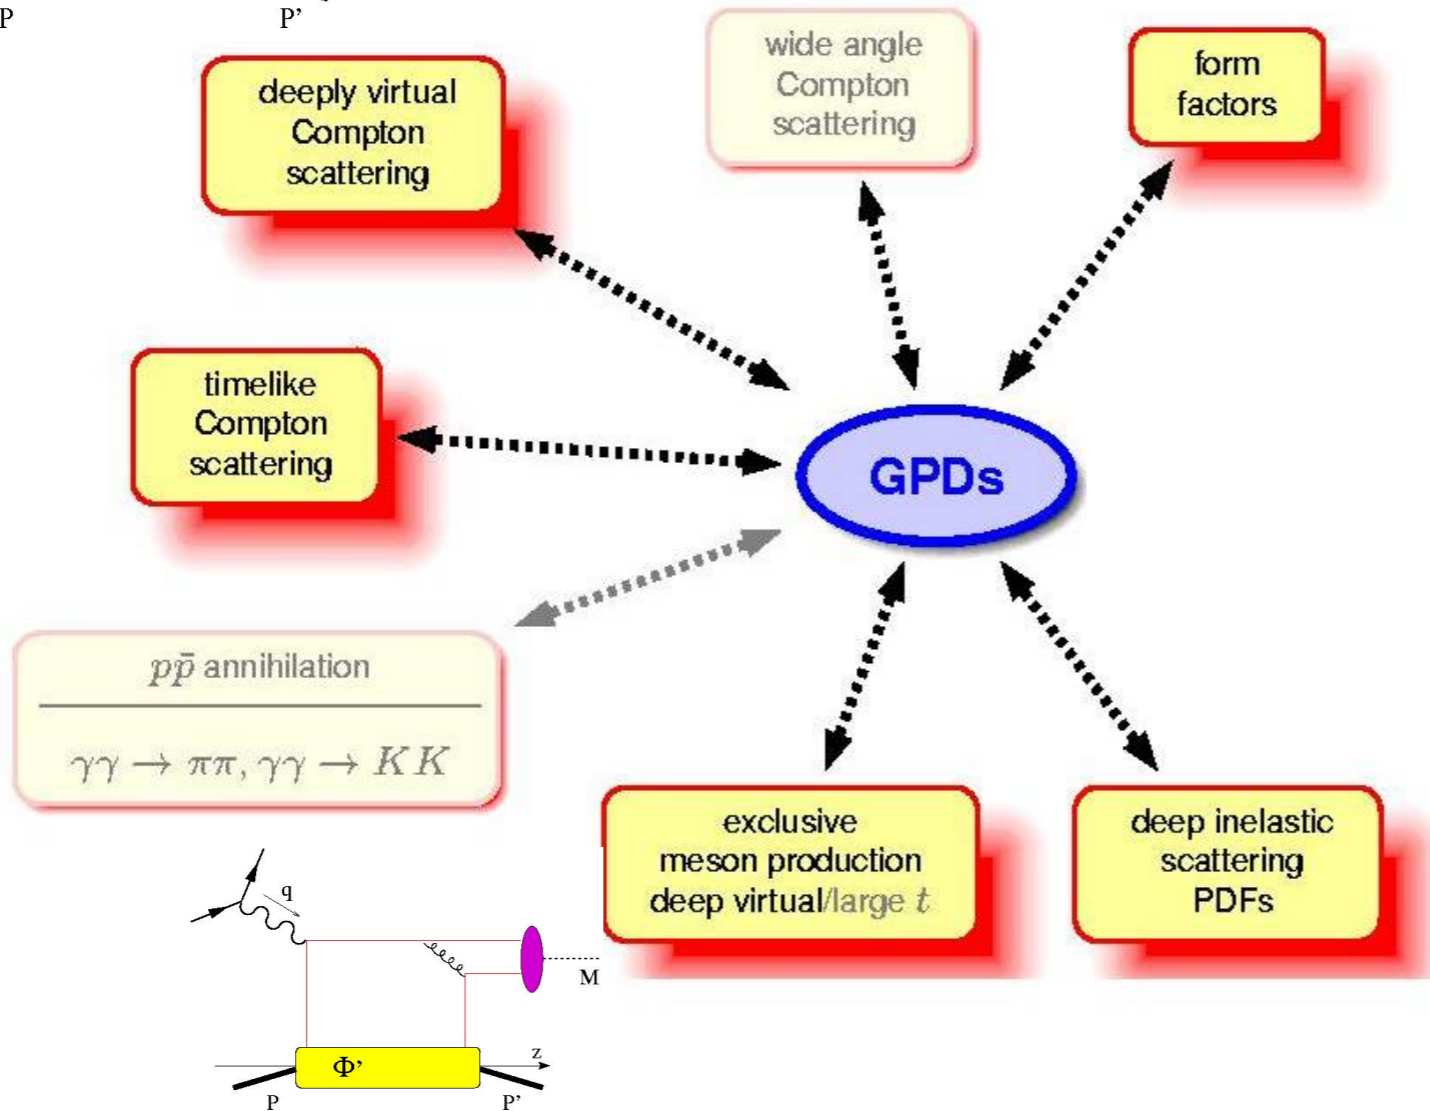 P P’
deeply virtual
Compton
scattering
wide angle
Compton
scattering
form
factors
timelike
Compton
scattering
GPDs
pp̄ annihilation
γγ → ππ, γγ → KK
exclusive
meson production
deep virtual/large t
deep inelastic
scattering
PDFs
q
M
Φ’
z
P P’